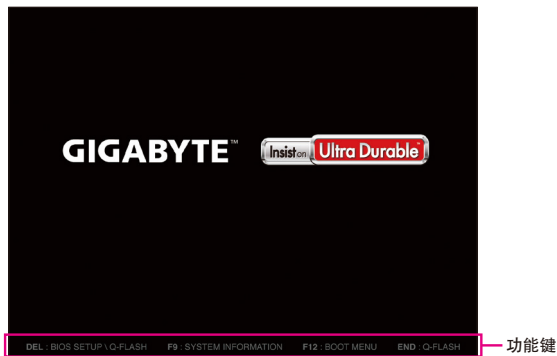 GIGABYTE™
Insist on Ultra Durable™
DEL : BIOS SETUP \ Q-FLASH F9 : SYSTEM INFORMATION F12 : BOOT MENU END : Q-FLASH
功能键